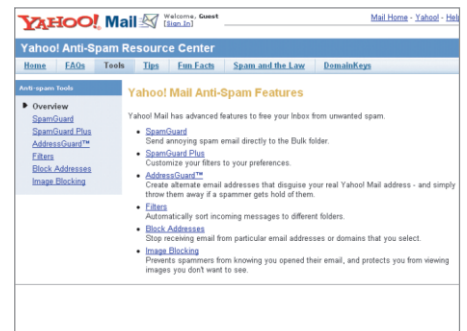 YAHOO! Mail
Welcome, Guest
[Sign In]
Mail Home - Yahoo! - Help
Yahoo! Anti-Spam Resource Center
Home FAQs Tools Tips Fun Facts Spam and the Law DomainKeys
Anti-spam Tools
Overview
SpamGuard
SpamGuard Plus
AddressGuard™
Filters
Block Addresses
Image Blocking
Yahoo! Mail Anti-Spam Features
Yahoo! Mail has advanced features to free your Inbox from unwanted spam.
• SpamGuard
Send annoying spam email directly to the Bulk folder.
• SpamGuard Plus
Customize your filters to your preferences.
• AddressGuard™
Create alternate email addresses that disguise your real Yahoo! Mail address - and simply
throw them away if a spammer gets hold of them.
• Filters
Automatically sort incoming messages to different folders.
• Block Addresses
Stop receiving email from particular email addresses or domains that you select.
• Image Blocking
Prevents spammers from knowing you opened their email, and protects you from viewing
images you don't want to see.